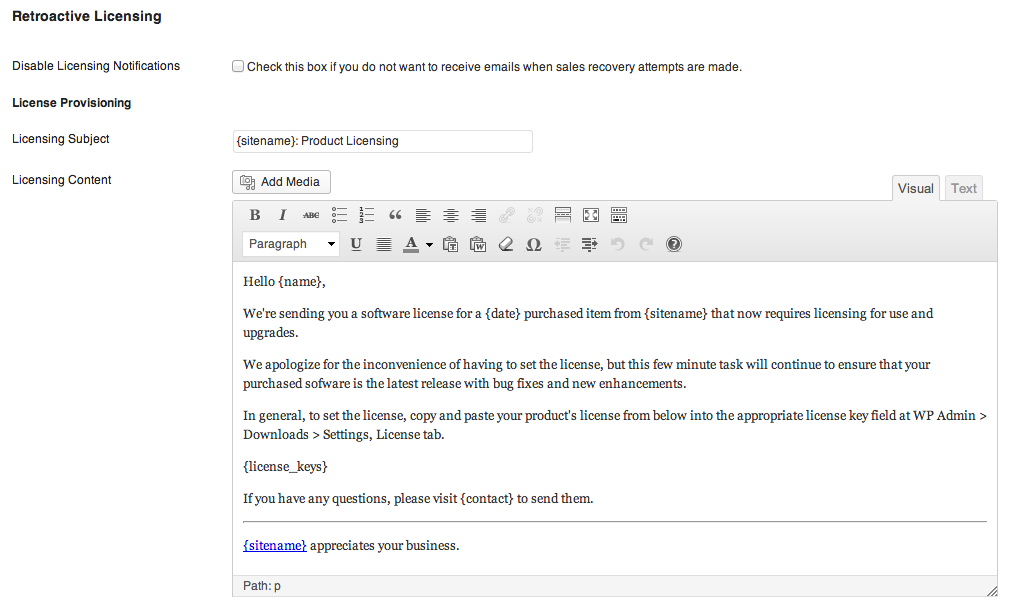 Retroactive Licensing
Disable Licensing Notifications
Check this box if you do not want to receive emails when sales recovery attempts are made.
License Provisioning
Licensing Subject
{sitename}: Product Licensing
Licensing Content
Add Media
Visual
Text
B I ABC
Paragraph
U A Ω
Hello {name},
We're sending you a software license for a {date} purchased item from {sitename} that now requires licensing for use and
upgrades.
We apologize for the inconvenience of having to set the license, but this few minute task will continue to ensure that your
purchased sofware is the latest release with bug fixes and new enhancements.
In general, to set the license, copy and paste your product's license from below into the appropriate license key field at WP Admin >
Downloads > Settings, License tab.
{license_keys}
If you have any questions, please visit {contact} to send them.
{sitename} appreciates your business.
Path: p